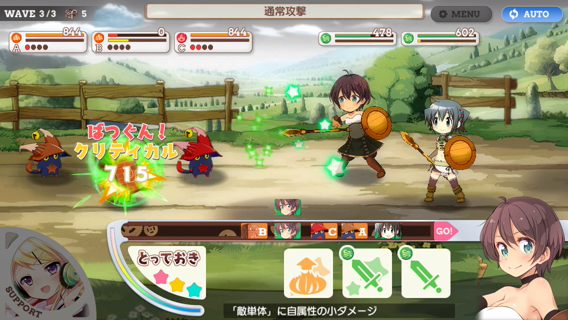 WAVE 3/3 5
通常攻撃
MENU
AUTO
844
A
0
B
844
C
478
602
ばつぐん!
クリティカル
715
B C A GO!
とっておき
SUPPORT
「敵単体」に自属性の小ダメージ